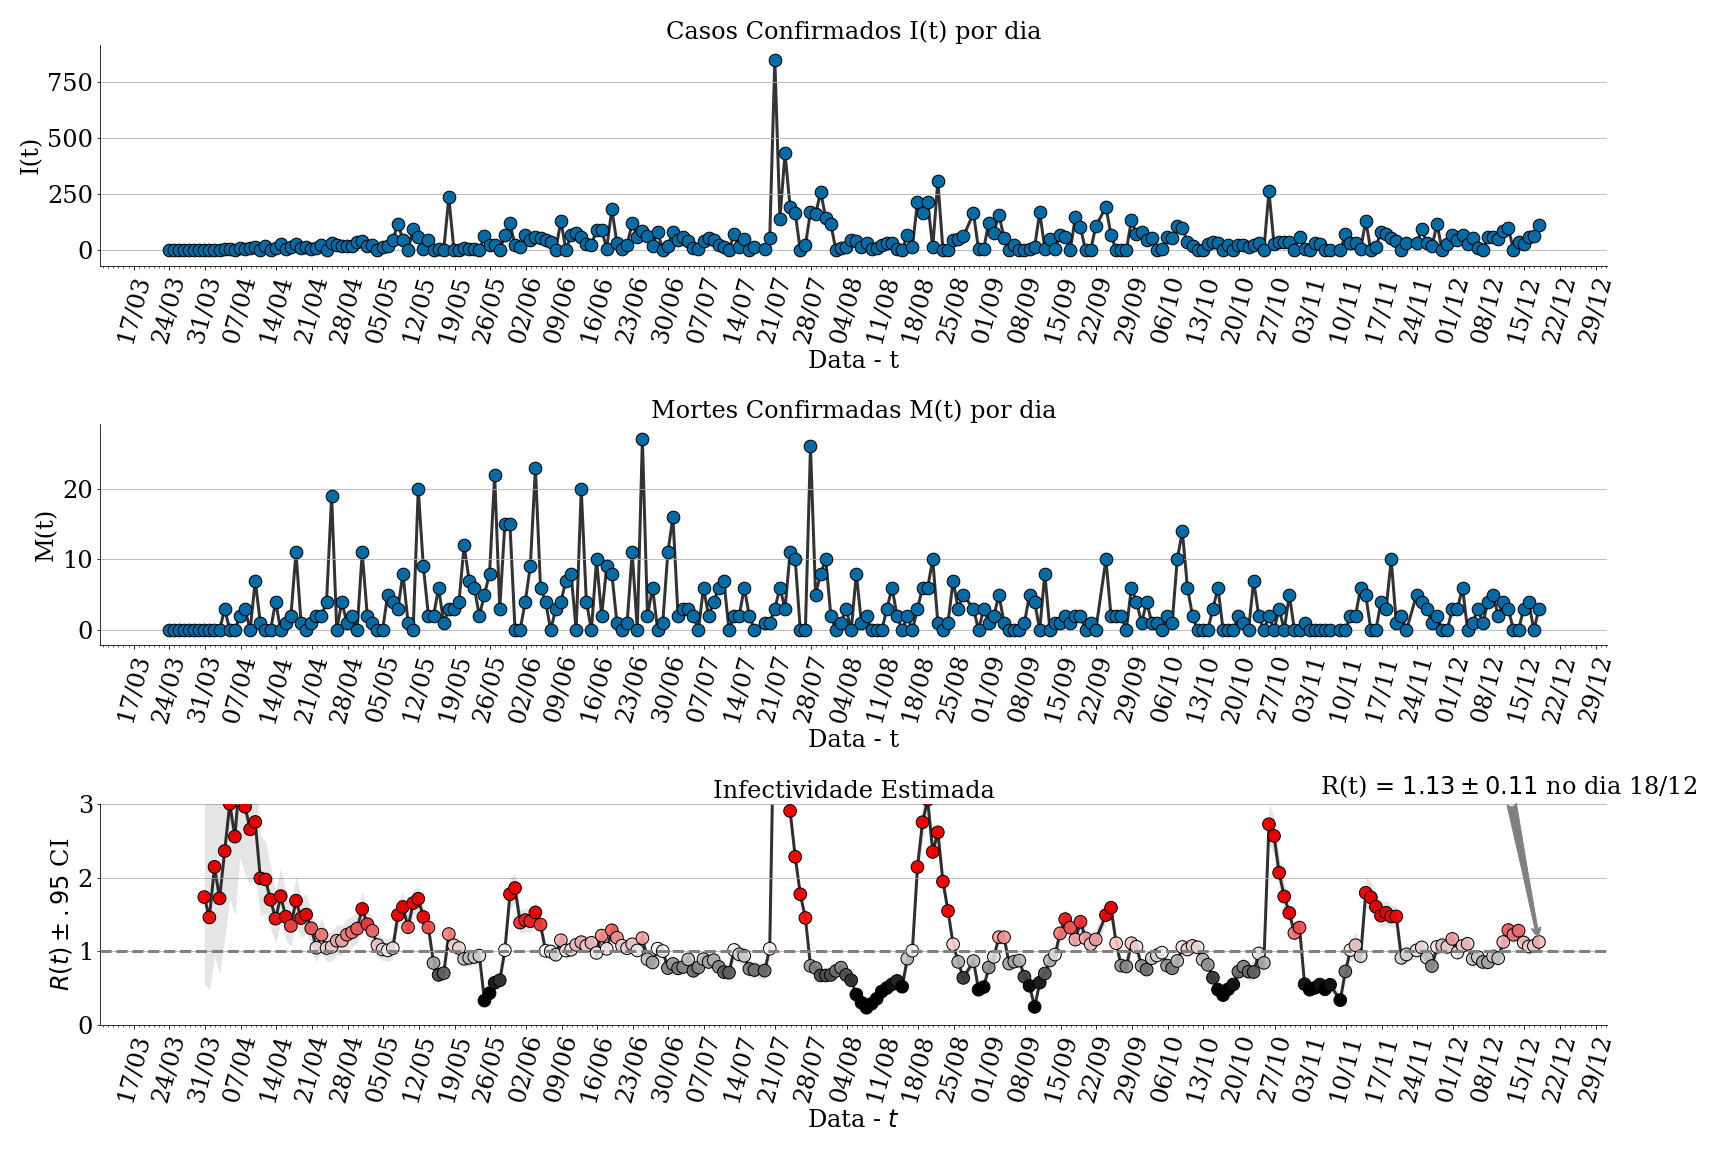 Casos Confirmados I(t) por dia
I(t)
750
500
250
0
17/03 24/03 31/03 07/04 14/04 21/04 28/04 05/05 12/05 19/05 26/05 02/06 09/06 16/06 23/06 30/06 07/07 14/07 21/07 28/07 04/08 11/08 18/08 25/08 01/09 08/09 15/09 22/09 29/09 06/10 13/10 20/10 27/10 03/11 10/11 17/11 24/11 01/12 08/12 15/12 22/12 29/12
Data - t
Mortes Confirmadas M(t) por dia
M(t)
20
10
0
17/03 24/03 31/03 07/04 14/04 21/04 28/04 05/05 12/05 19/05 26/05 02/06 09/06 16/06 23/06 30/06 07/07 14/07 21/07 28/07 04/08 11/08 18/08 25/08 01/09 08/09 15/09 22/09 29/09 06/10 13/10 20/10 27/10 03/11 10/11 17/11 24/11 01/12 08/12 15/12 22/12 29/12
Data - t
Infectividade Estimada
R(t) = 1.13 ± 0.11 no dia 18/12
R(t) ± .95 CI
3
2
1
0
17/03 24/03 31/03 07/04 14/04 21/04 28/04 05/05 12/05 19/05 26/05 02/06 09/06 16/06 23/06 30/06 07/07 14/07 21/07 28/07 04/08 11/08 18/08 25/08 01/09 08/09 15/09 22/09 29/09 06/10 13/10 20/10 27/10 03/11 10/11 17/11 24/11 01/12 08/12 15/12 22/12 29/12
Data - t